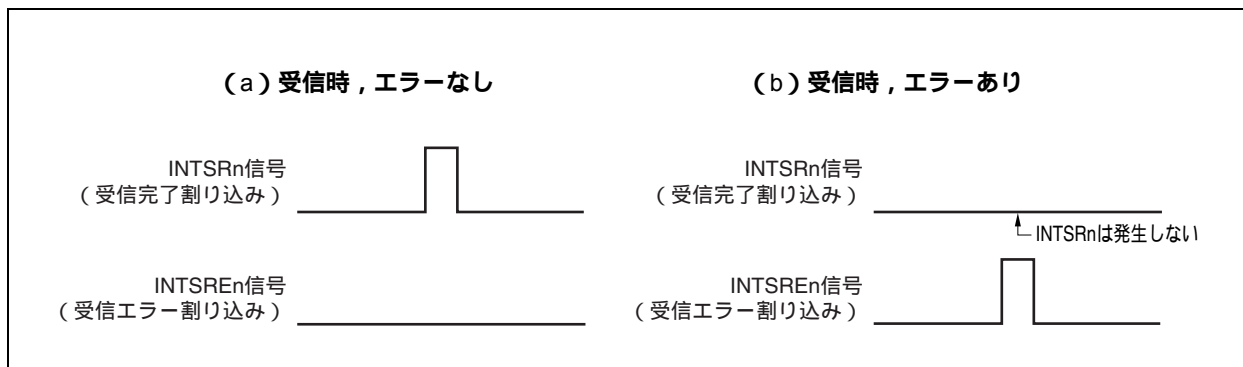 (a)受信時，エラーなし
INTSRn信号
(受信完了割り込み)
INTSREn信号
(受信エラー割り込み)
(b)受信時，エラーあり
INTSRn信号
(受信完了割り込み)
INTSRnは発生しない
INTSREn信号
(受信エラー割り込み)